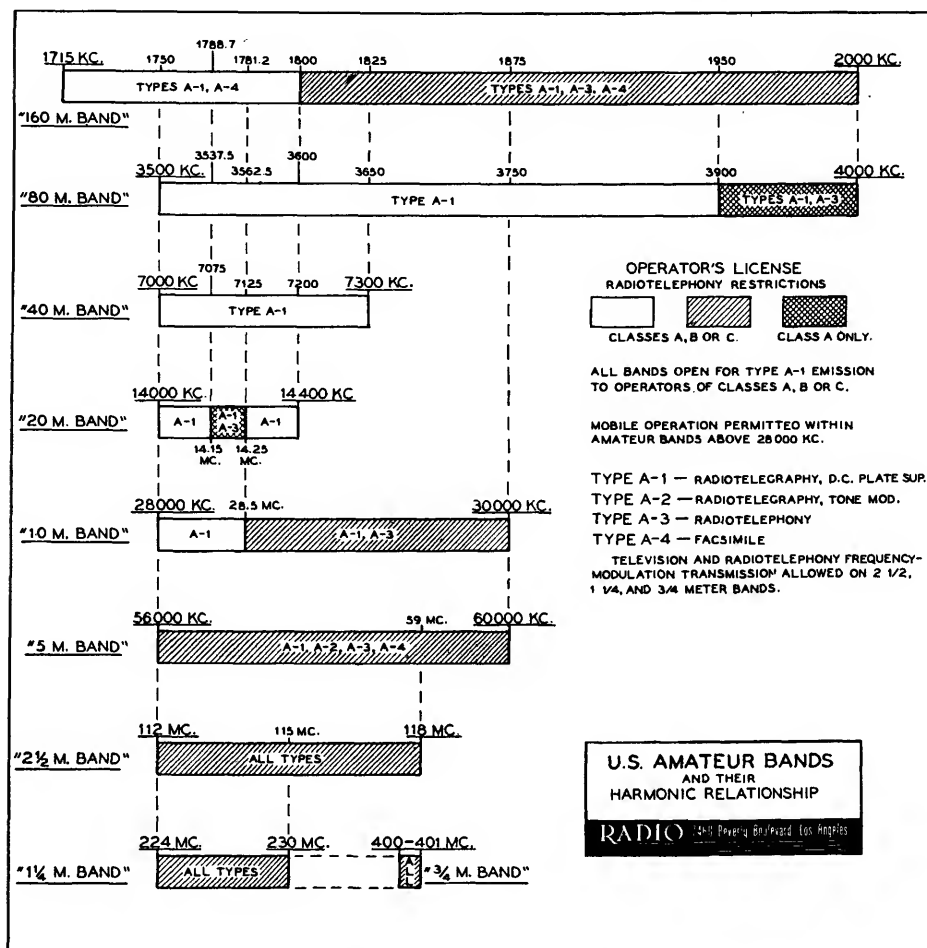 1788.7
1715 KC. 1750 1781.2 1800 1825 1875 1950 2000 KC.
TYPES A-1, A-4 TYPES A-1, A-3, A-4
"160 M. BAND"
3537.5 3600
3500 KC. 3562.5 3650 3750 3900 4000 KC.
"80 M. BAND" TYPE A-1 TYPES A-1, A-3
7075
7000 KC. 7125 7200 7300 KC.
"40 M. BAND" TYPE A-1
14000 KC. 14400 KC.
"20 M. BAND" A-1 A-1 A-3 A-1
14.15 MC. 14.25 MC.
28000 KC. 28.5 MC. 30000 KC.
"10 M. BAND" A-1 A-1, A-3
56000 KC. 59 MC. 60000 KC.
"5 M. BAND" A-1, A-2, A-3, A-4
112 MC. 115 MC. 118 MC.
"2½ M. BAND" ALL TYPES
224 MC. 230 MC. 400-401 MC.
"1¼ M. BAND" ALL TYPES ALL "¾ M. BAND"
OPERATOR'S LICENSE
RADIOTELEPHONY RESTRICTIONS
CLASSES A, B OR C. CLASS A ONLY.
ALL BANDS OPEN FOR TYPE A-1 EMISSION
TO OPERATORS OF CLASSES A, B OR C.
MOBILE OPERATION PERMITTED WITHIN
AMATEUR BANDS ABOVE 28000 KC.
TYPE A-1 — RADIOTELEGRAPHY, D.C. PLATE SUP.
TYPE A-2 — RADIOTELEGRAPHY, TONE MOD.
TYPE A-3 — RADIOTELEPHONY
TYPE A-4 — FACSIMILE
TELEVISION AND RADIOTELEPHONY FREQUENCY-
MODULATION TRANSMISSION ALLOWED ON 2 1/2,
1 1/4, AND 3/4 METER BANDS.
U.S. AMATEUR BANDS
AND THEIR
HARMONIC RELATIONSHIP
RADIO Beverly Boulevard Los Angeles